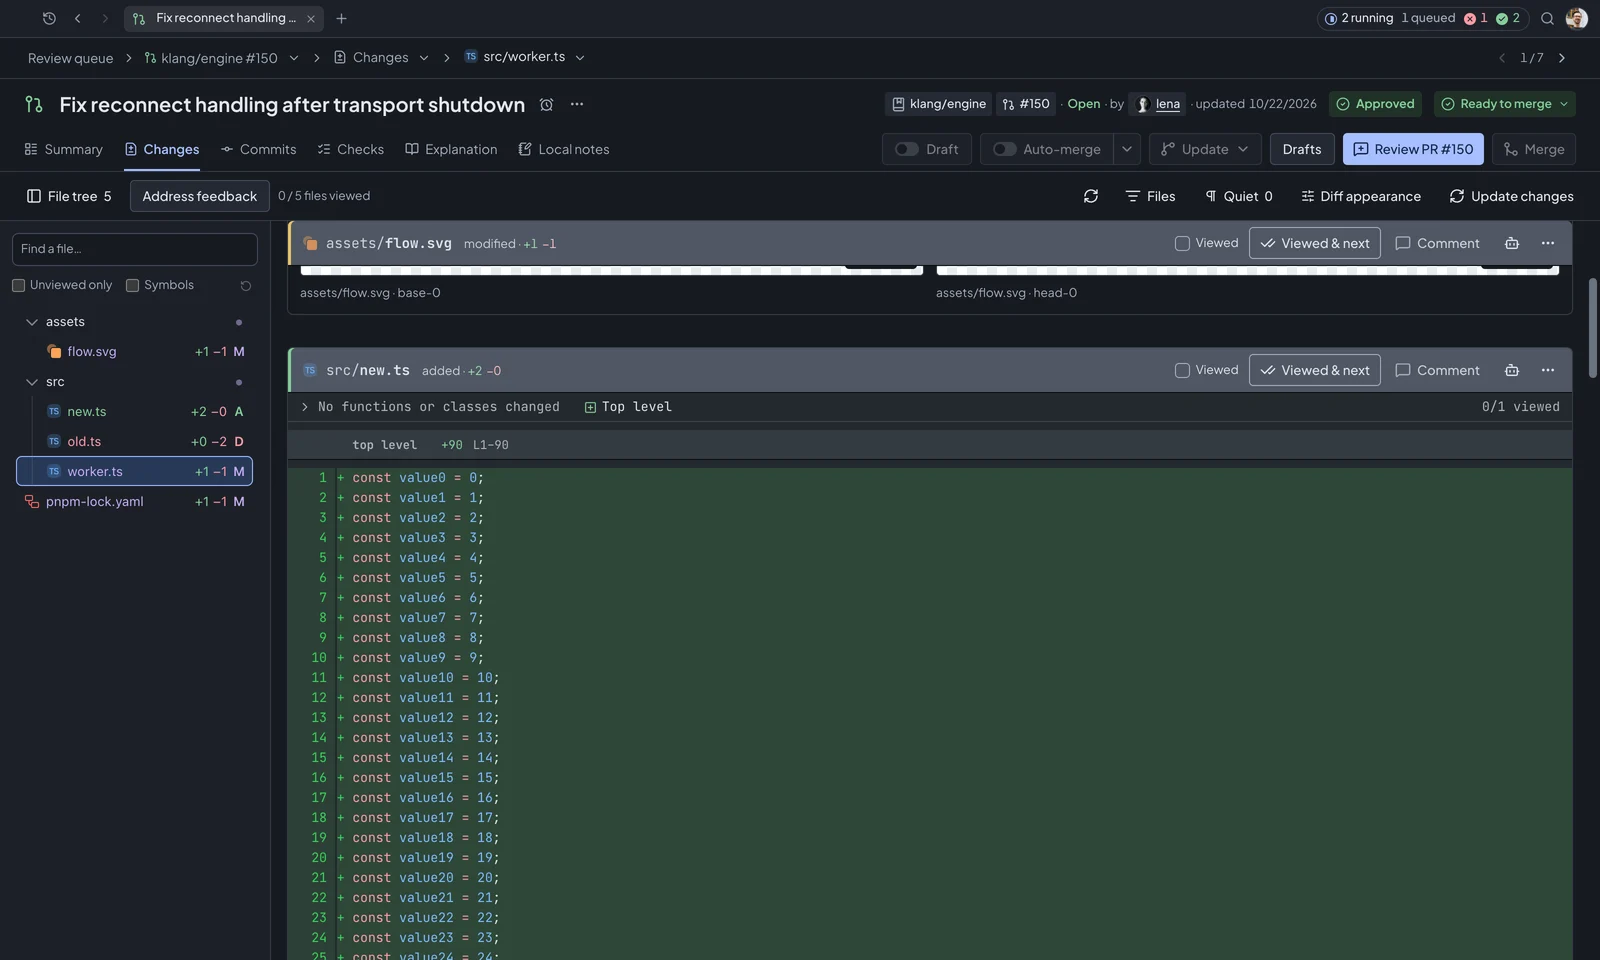 Fix reconnect handling ...
2 running 1 queued 1 2
Review queue klang/engine #150 Changes TS src/worker.ts 1/7
Fix reconnect handling after transport shutdown
klang/engine #150 · Open · by lena · updated 10/22/2026 Approved Ready to merge
Summary Changes Commits Checks Explanation Local notes
Draft Auto-merge Update Drafts Review PR #150 Merge
File tree 5 Address feedback 0 / 5 files viewed
Files Quiet 0 Diff appearance Update changes
Find a file...
Unviewed only Symbols
assets
flow.svg +1 −1 M
src
TS new.ts +2 −0 A
TS old.ts +0 −2 D
TS worker.ts +1 −1 M
pnpm-lock.yaml +1 −1 M
assets/flow.svg modified · +1 −1 Viewed Viewed & next Comment
assets/flow.svg · base-0 assets/flow.svg · head-0
TS src/new.ts added · +2 −0 Viewed Viewed & next Comment
No functions or classes changed Top level 0/1 viewed
top level +90 L1–90
1 + const value0 = 0;
2 + const value1 = 1;
3 + const value2 = 2;
4 + const value3 = 3;
5 + const value4 = 4;
6 + const value5 = 5;
7 + const value6 = 6;
8 + const value7 = 7;
9 + const value8 = 8;
10 + const value9 = 9;
11 + const value10 = 10;
12 + const value11 = 11;
13 + const value12 = 12;
14 + const value13 = 13;
15 + const value14 = 14;
16 + const value15 = 15;
17 + const value16 = 16;
18 + const value17 = 17;
19 + const value18 = 18;
20 + const value19 = 19;
21 + const value20 = 20;
22 + const value21 = 21;
23 + const value22 = 22;
24 + const value23 = 23;
25 + const value24 = 24;